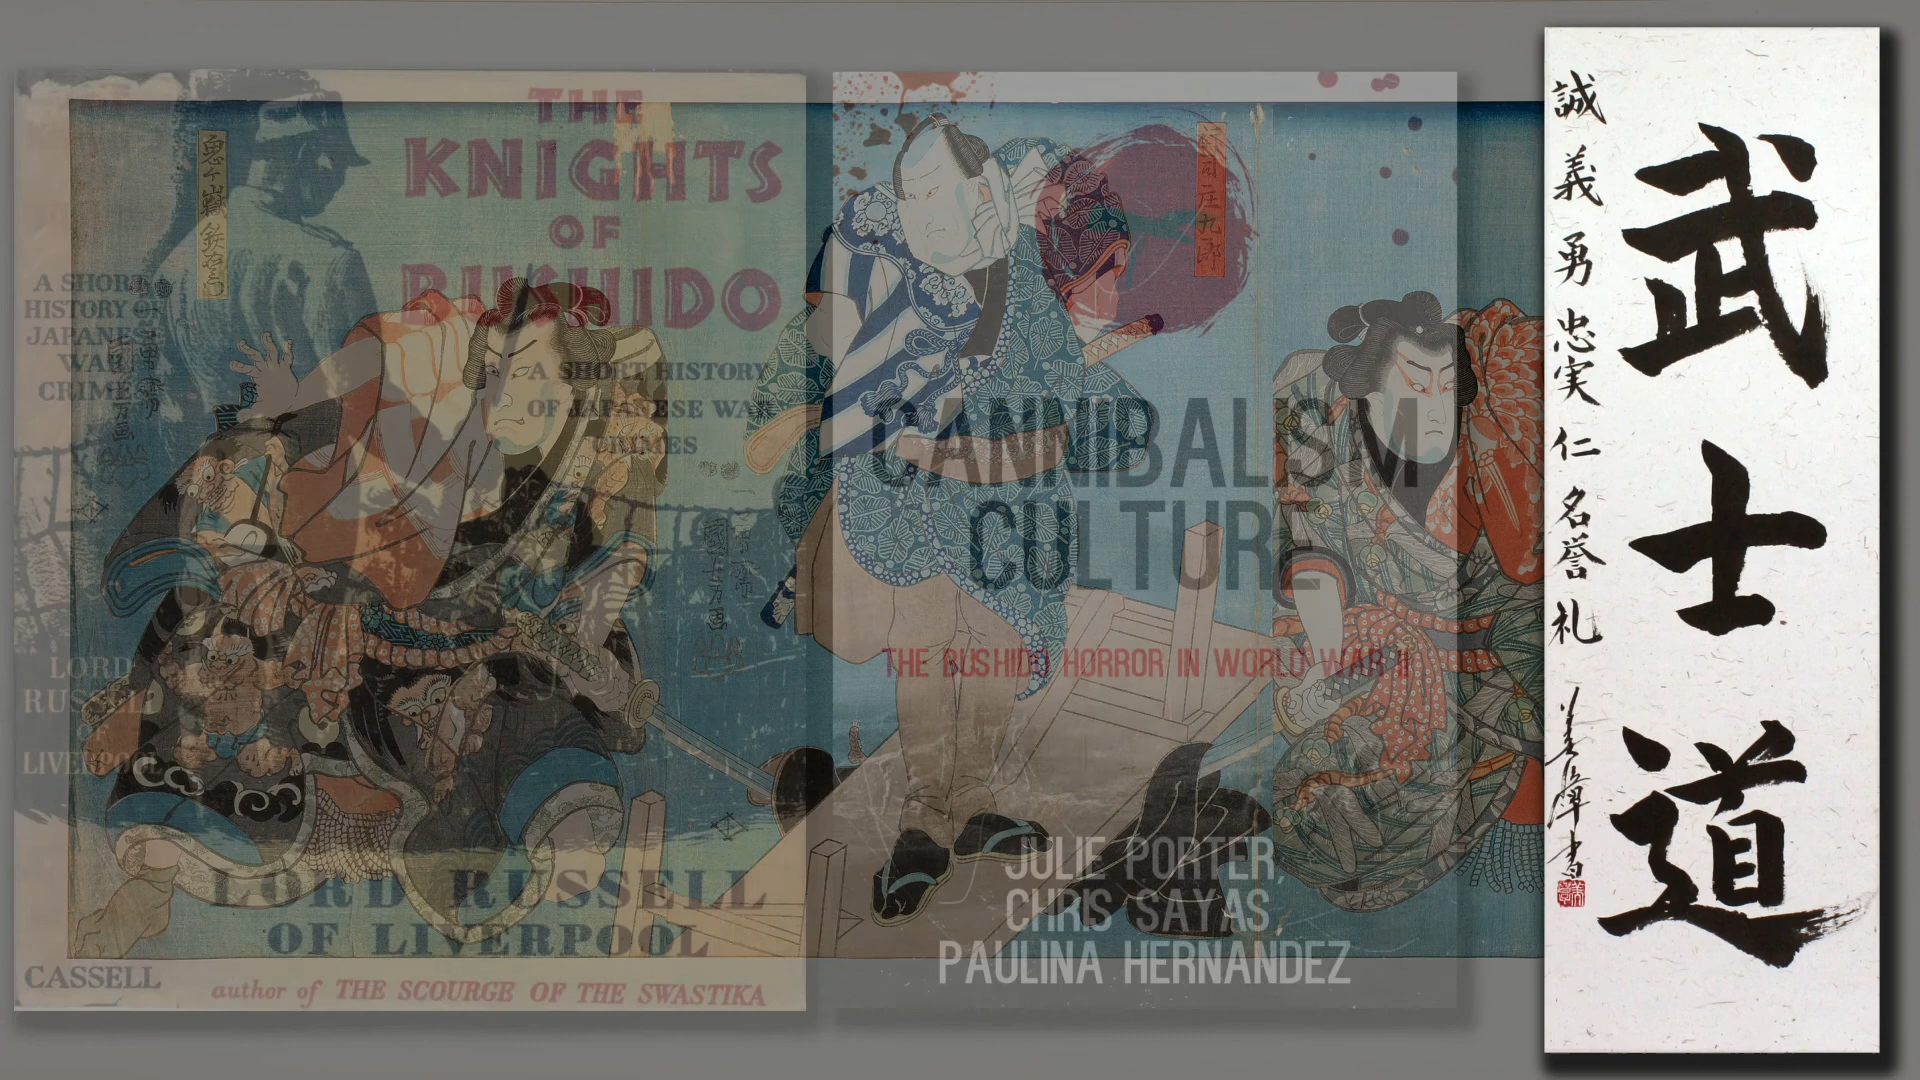 THE
KNIGHTS
OF
BUSHIDO
A SHORT HISTORY
OF JAPANESE WAR
CRIMES
LORD RUSSELL
OF LIVERPOOL
author of THE SCOURGE OF THE SWASTIKA
A SHORT
HISTORY OF
JAPANESE
WAR
CRIMES
LORD
RUSSELL
OF
LIVERPOOL
CASSELL
CANNIBALISM
CULTURE
THE BUSHIDO HORROR IN WORLD WAR II
JULIE PORTER,
CHRIS SAYAS
PAULINA HERNANDEZ
武士道
誠 義 勇 忠実 仁 名誉 礼